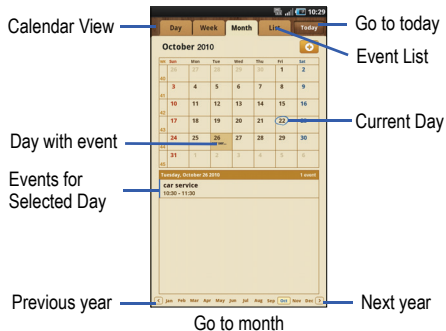 10:29
Calendar View
Day Week Month List Today
Go to today
October 2010
Event List
Sun Mon Tue Wed Thu Fri Sat
40 26 27 28 29 30 1 2
41 3 4 5 6 7 8 9
42 10 11 12 13 14 15 16
43 17 18 19 20 21 22 23
Current Day
44 24 25 26 27 28 29 30
Day with event
31 1 2 3 4 5 6
Events for
Selected Day
Tuesday, October 26 2010 1 event
car service
10:30 - 11:30
Previous year
Jan Feb Mar Apr May Jun Jul Aug Sep Oct Nov Dec
Next year
Go to month